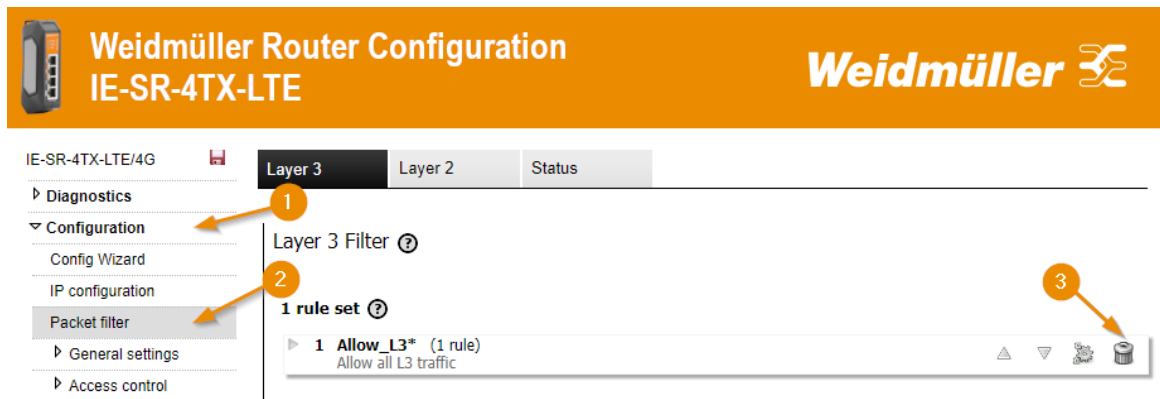 Weidmüller Router Configuration
IE-SR-4TX-LTE
Weidmüller
IE-SR-4TX-LTE/4G
Diagnostics
Configuration
Config Wizard
IP configuration
Packet filter
General settings
Access control
Layer 3 Layer 2 Status
1
Layer 3 Filter ?
2
3
1 rule set ?
1 Allow_L3* (1 rule)
Allow all L3 traffic